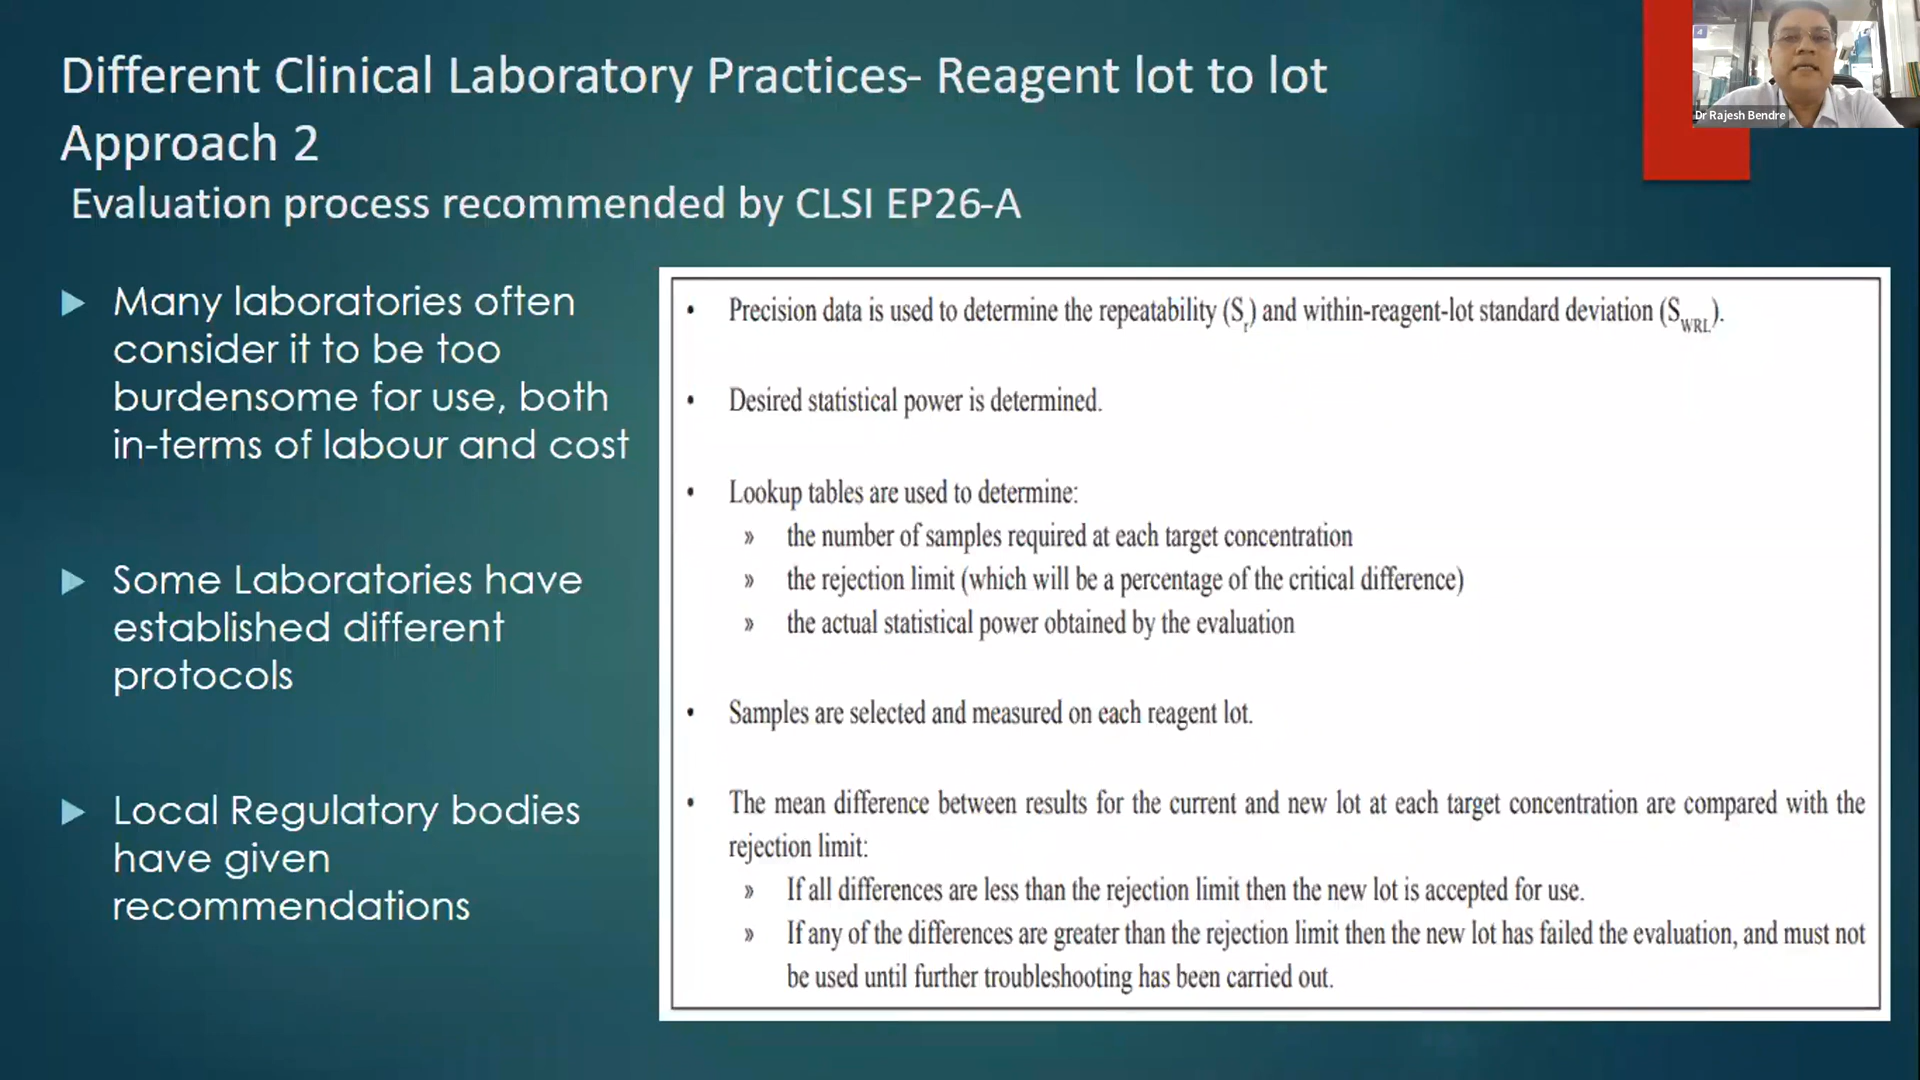 Different Clinical Laboratory Practices- Reagent lot to lot
Approach 2
Evaluation process recommended by CLSI EP26-A
Dr Rajesh Bendre
▶ Many laboratories often
consider it to be too
burdensome for use, both
in-terms of labour and cost
▶ Some Laboratories have
established different
protocols
▶ Local Regulatory bodies
have given
recommendations
• Precision data is used to determine the repeatability (Sr) and within-reagent-lot standard deviation (SWRL).
• Desired statistical power is determined.
• Lookup tables are used to determine:
» the number of samples required at each target concentration
» the rejection limit (which will be a percentage of the critical difference)
» the actual statistical power obtained by the evaluation
• Samples are selected and measured on each reagent lot.
• The mean difference between results for the current and new lot at each target concentration are compared with the
rejection limit:
» If all differences are less than the rejection limit then the new lot is accepted for use.
» If any of the differences are greater than the rejection limit then the new lot has failed the evaluation, and must not
be used until further troubleshooting has been carried out.